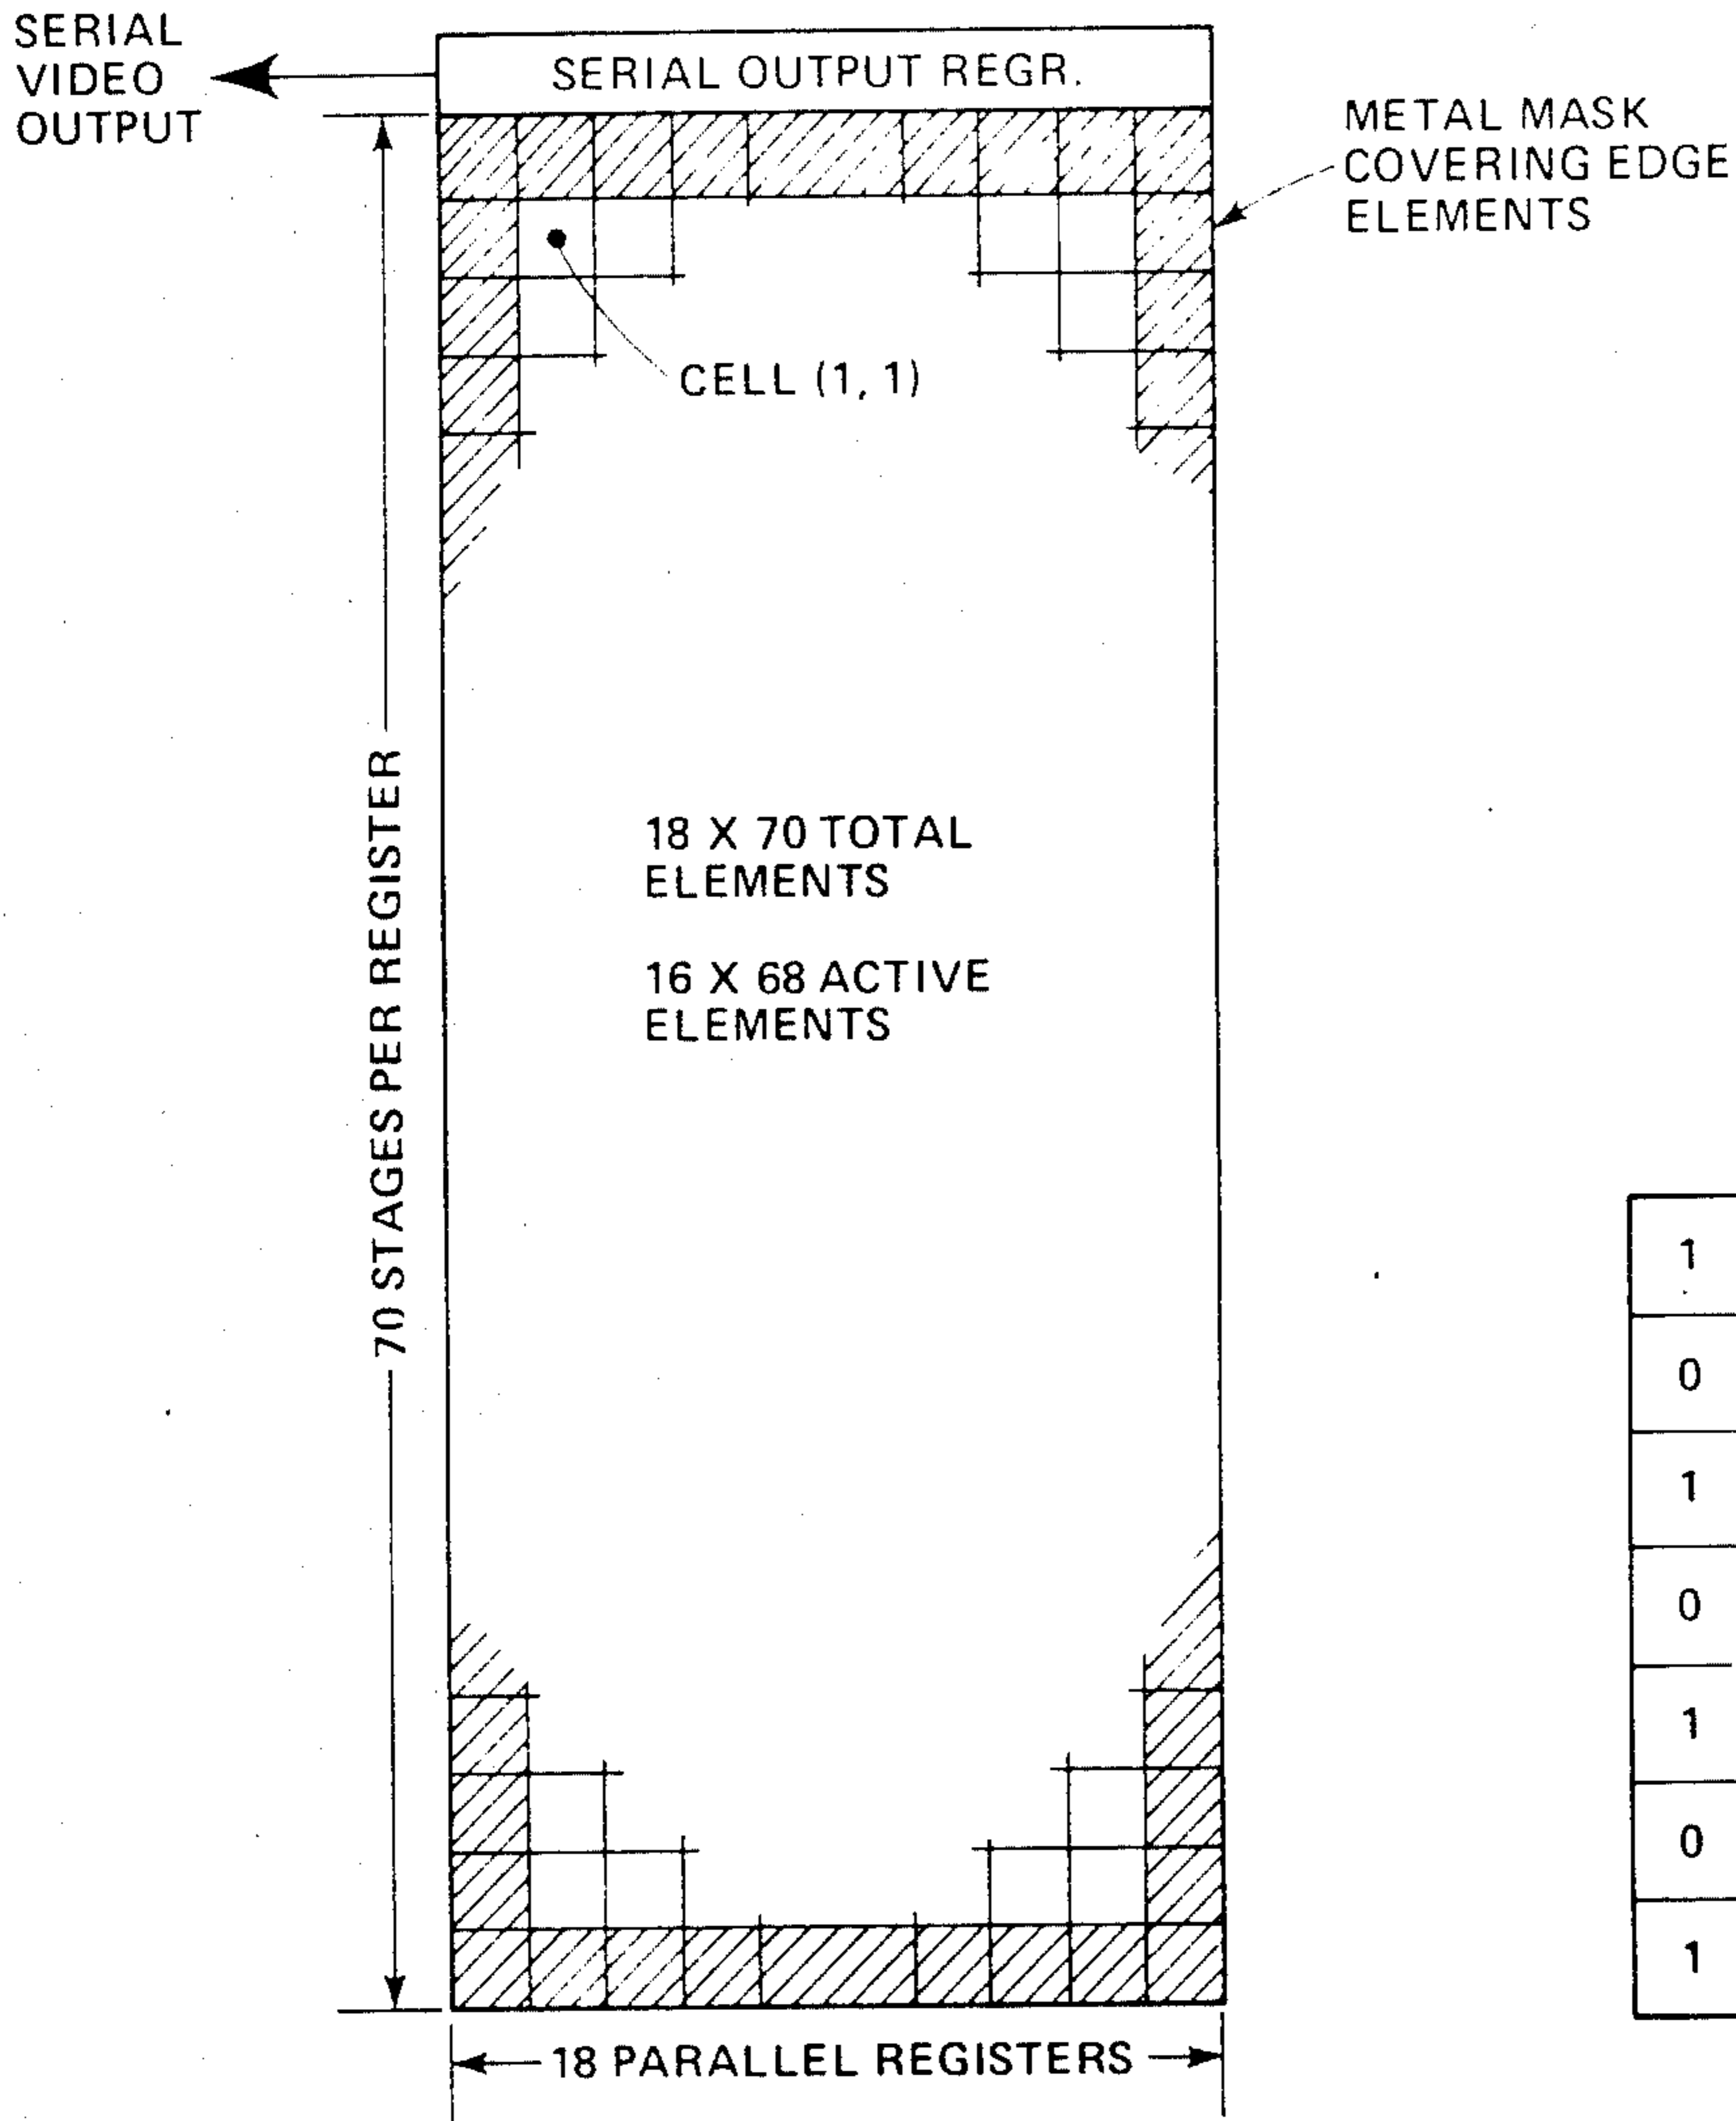 SERIAL
VIDEO
OUTPUT
SERIAL OUTPUT REGR.
METAL MASK
COVERING EDGE
ELEMENTS
CELL (1, 1)
70 STAGES PER REGISTER
18 X 70 TOTAL
ELEMENTS
16 X 68 ACTIVE
ELEMENTS
1
0
1
0
1
0
1
18 PARALLEL REGISTERS